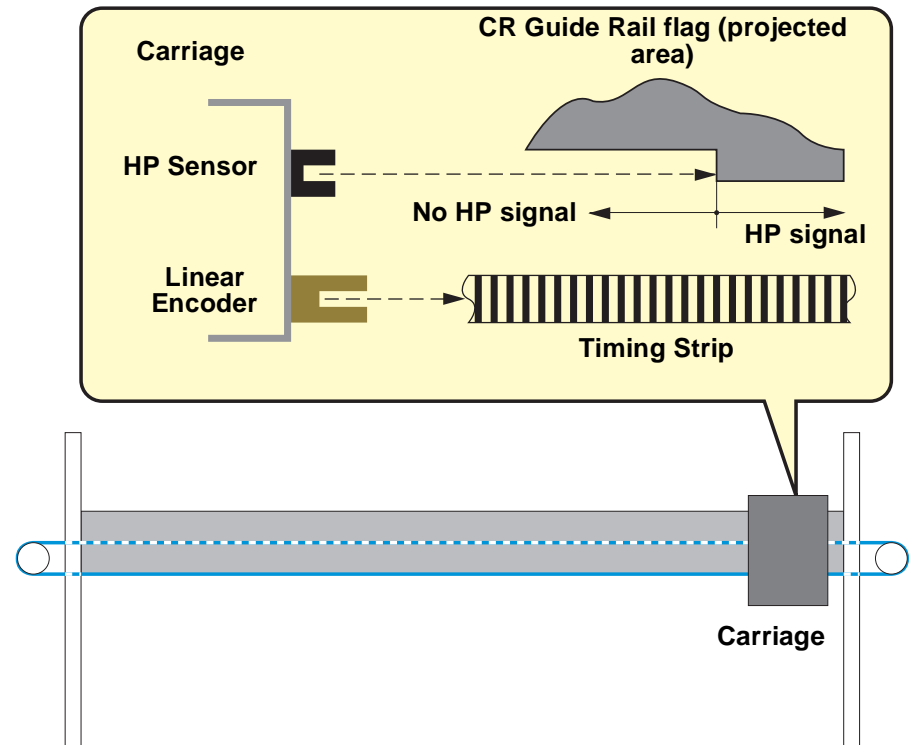 CR Guide Rail flag (projected
area)
Carriage
HP Sensor
No HP signal
HP signal
Linear
Encoder
Timing Strip
Carriage